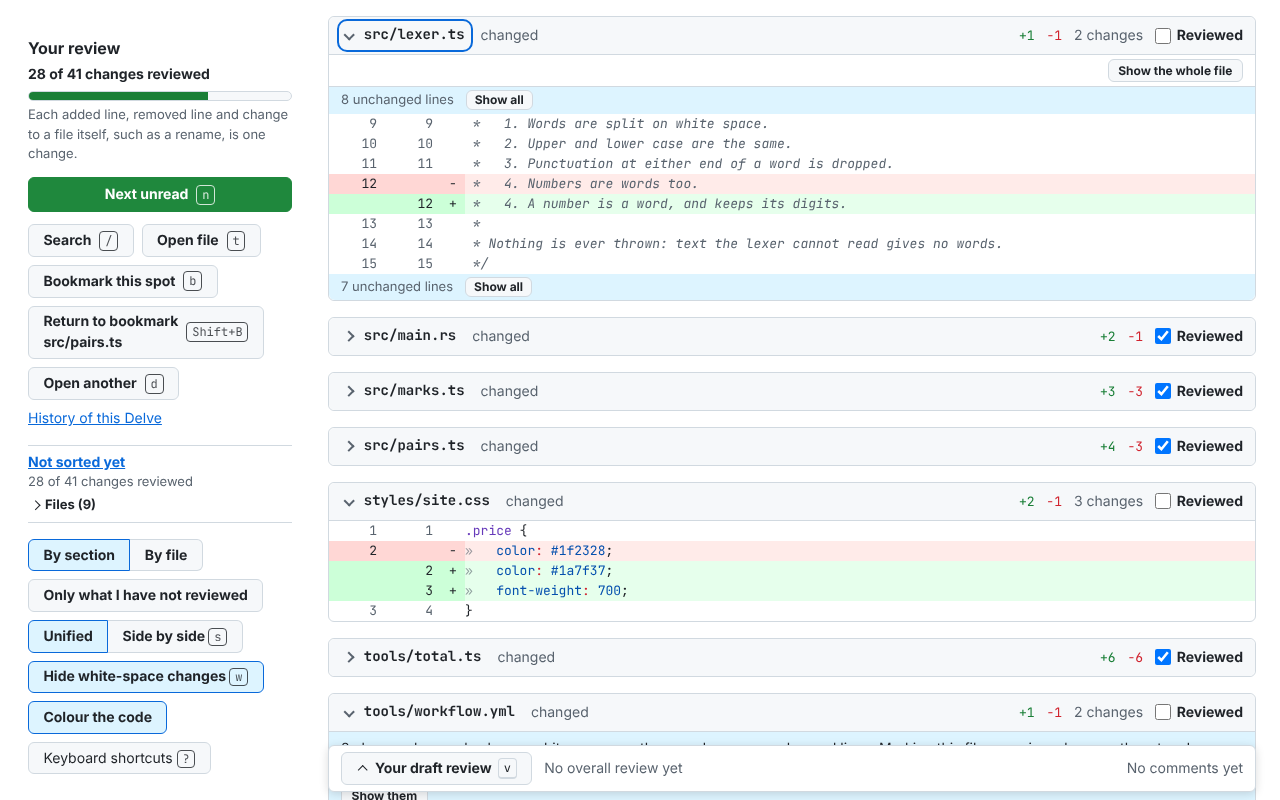 Your review
28 of 41 changes reviewed
Each added line, removed line and change
to a file itself, such as a rename, is one
change.
Next unread n
Search / Open file t
Bookmark this spot b
Return to bookmark
src/pairs.ts Shift+B
Open another d
History of this Delve
Not sorted yet
28 of 41 changes reviewed
Files (9)
By section By file
Only what I have not reviewed
Unified Side by side s
Hide white-space changes w
Colour the code
Keyboard shortcuts ?
src/lexer.ts changed +1 -1 2 changes Reviewed
Show the whole file
8 unchanged lines Show all
9 9 * 1. Words are split on white space.
10 10 * 2. Upper and lower case are the same.
11 11 * 3. Punctuation at either end of a word is dropped.
12 - * 4. Numbers are words too.
12 + * 4. A number is a word, and keeps its digits.
13 13 *
14 14 * Nothing is ever thrown: text the lexer cannot read gives no words.
15 15 */
7 unchanged lines Show all
src/main.rs changed +2 -1 Reviewed
src/marks.ts changed +3 -3 Reviewed
src/pairs.ts changed +4 -3 Reviewed
styles/site.css changed +2 -1 3 changes Reviewed
1 1 .price {
2 - » color: #1f2328;
2 + » color: #1a7f37;
3 + » font-weight: 700;
3 4 }
tools/total.ts changed +6 -6 Reviewed
tools/workflow.yml changed +1 -1 2 changes Reviewed
Your draft review v No overall review yet No comments yet
Show them